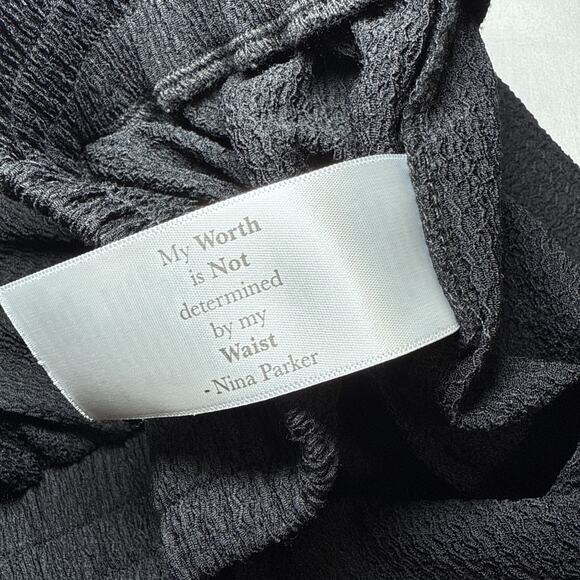 My Worth
is Not
determined
by my
Waist
- Nina Parker